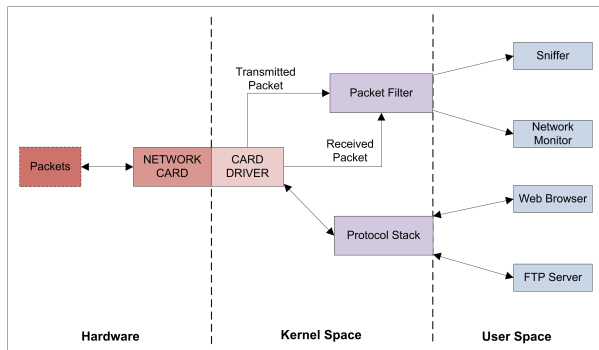 Sniffer
Transmitted
Packet
Packet Filter
Network
Monitor
Received
Packet
Packets
NETWORK
CARD
CARD
DRIVER
Web Browser
Protocol Stack
FTP Server
Hardware
Kernel Space
User Space